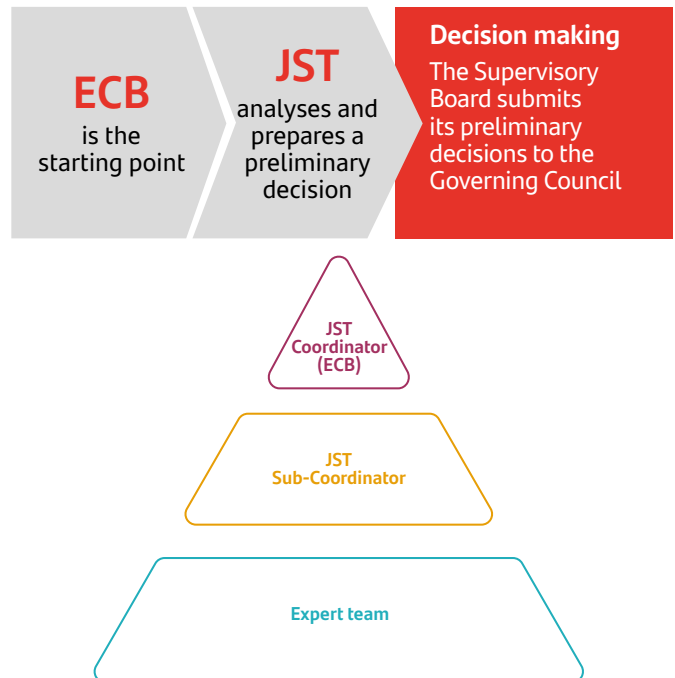 ECB
is the
starting point
JST
analyses and
prepares a
preliminary
decision
Decision making
The Supervisory
Board submits
its preliminary
decisions to the
Governing Council
JST
Coordinator
(ECB)
JST
Sub-Coordinator
Expert team